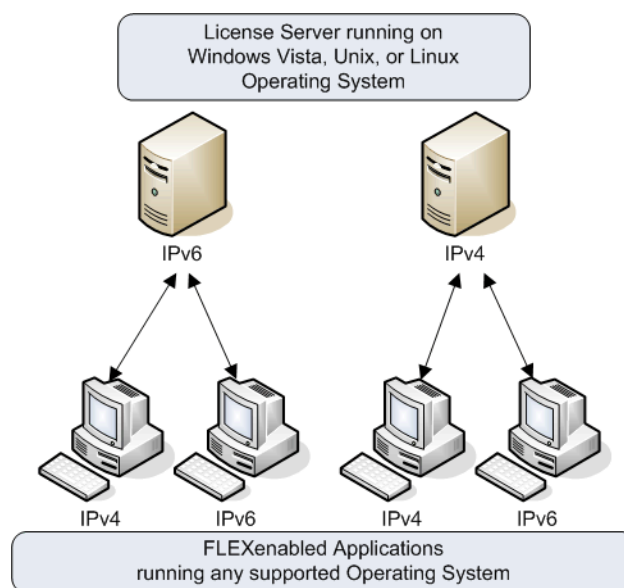 License Server running on
Windows Vista, Unix, or Linux
Operating System
IPv6
IPv4
IPv4
IPv6
IPv4
IPv6
FLEXenabled Applications
running any supported Operating System